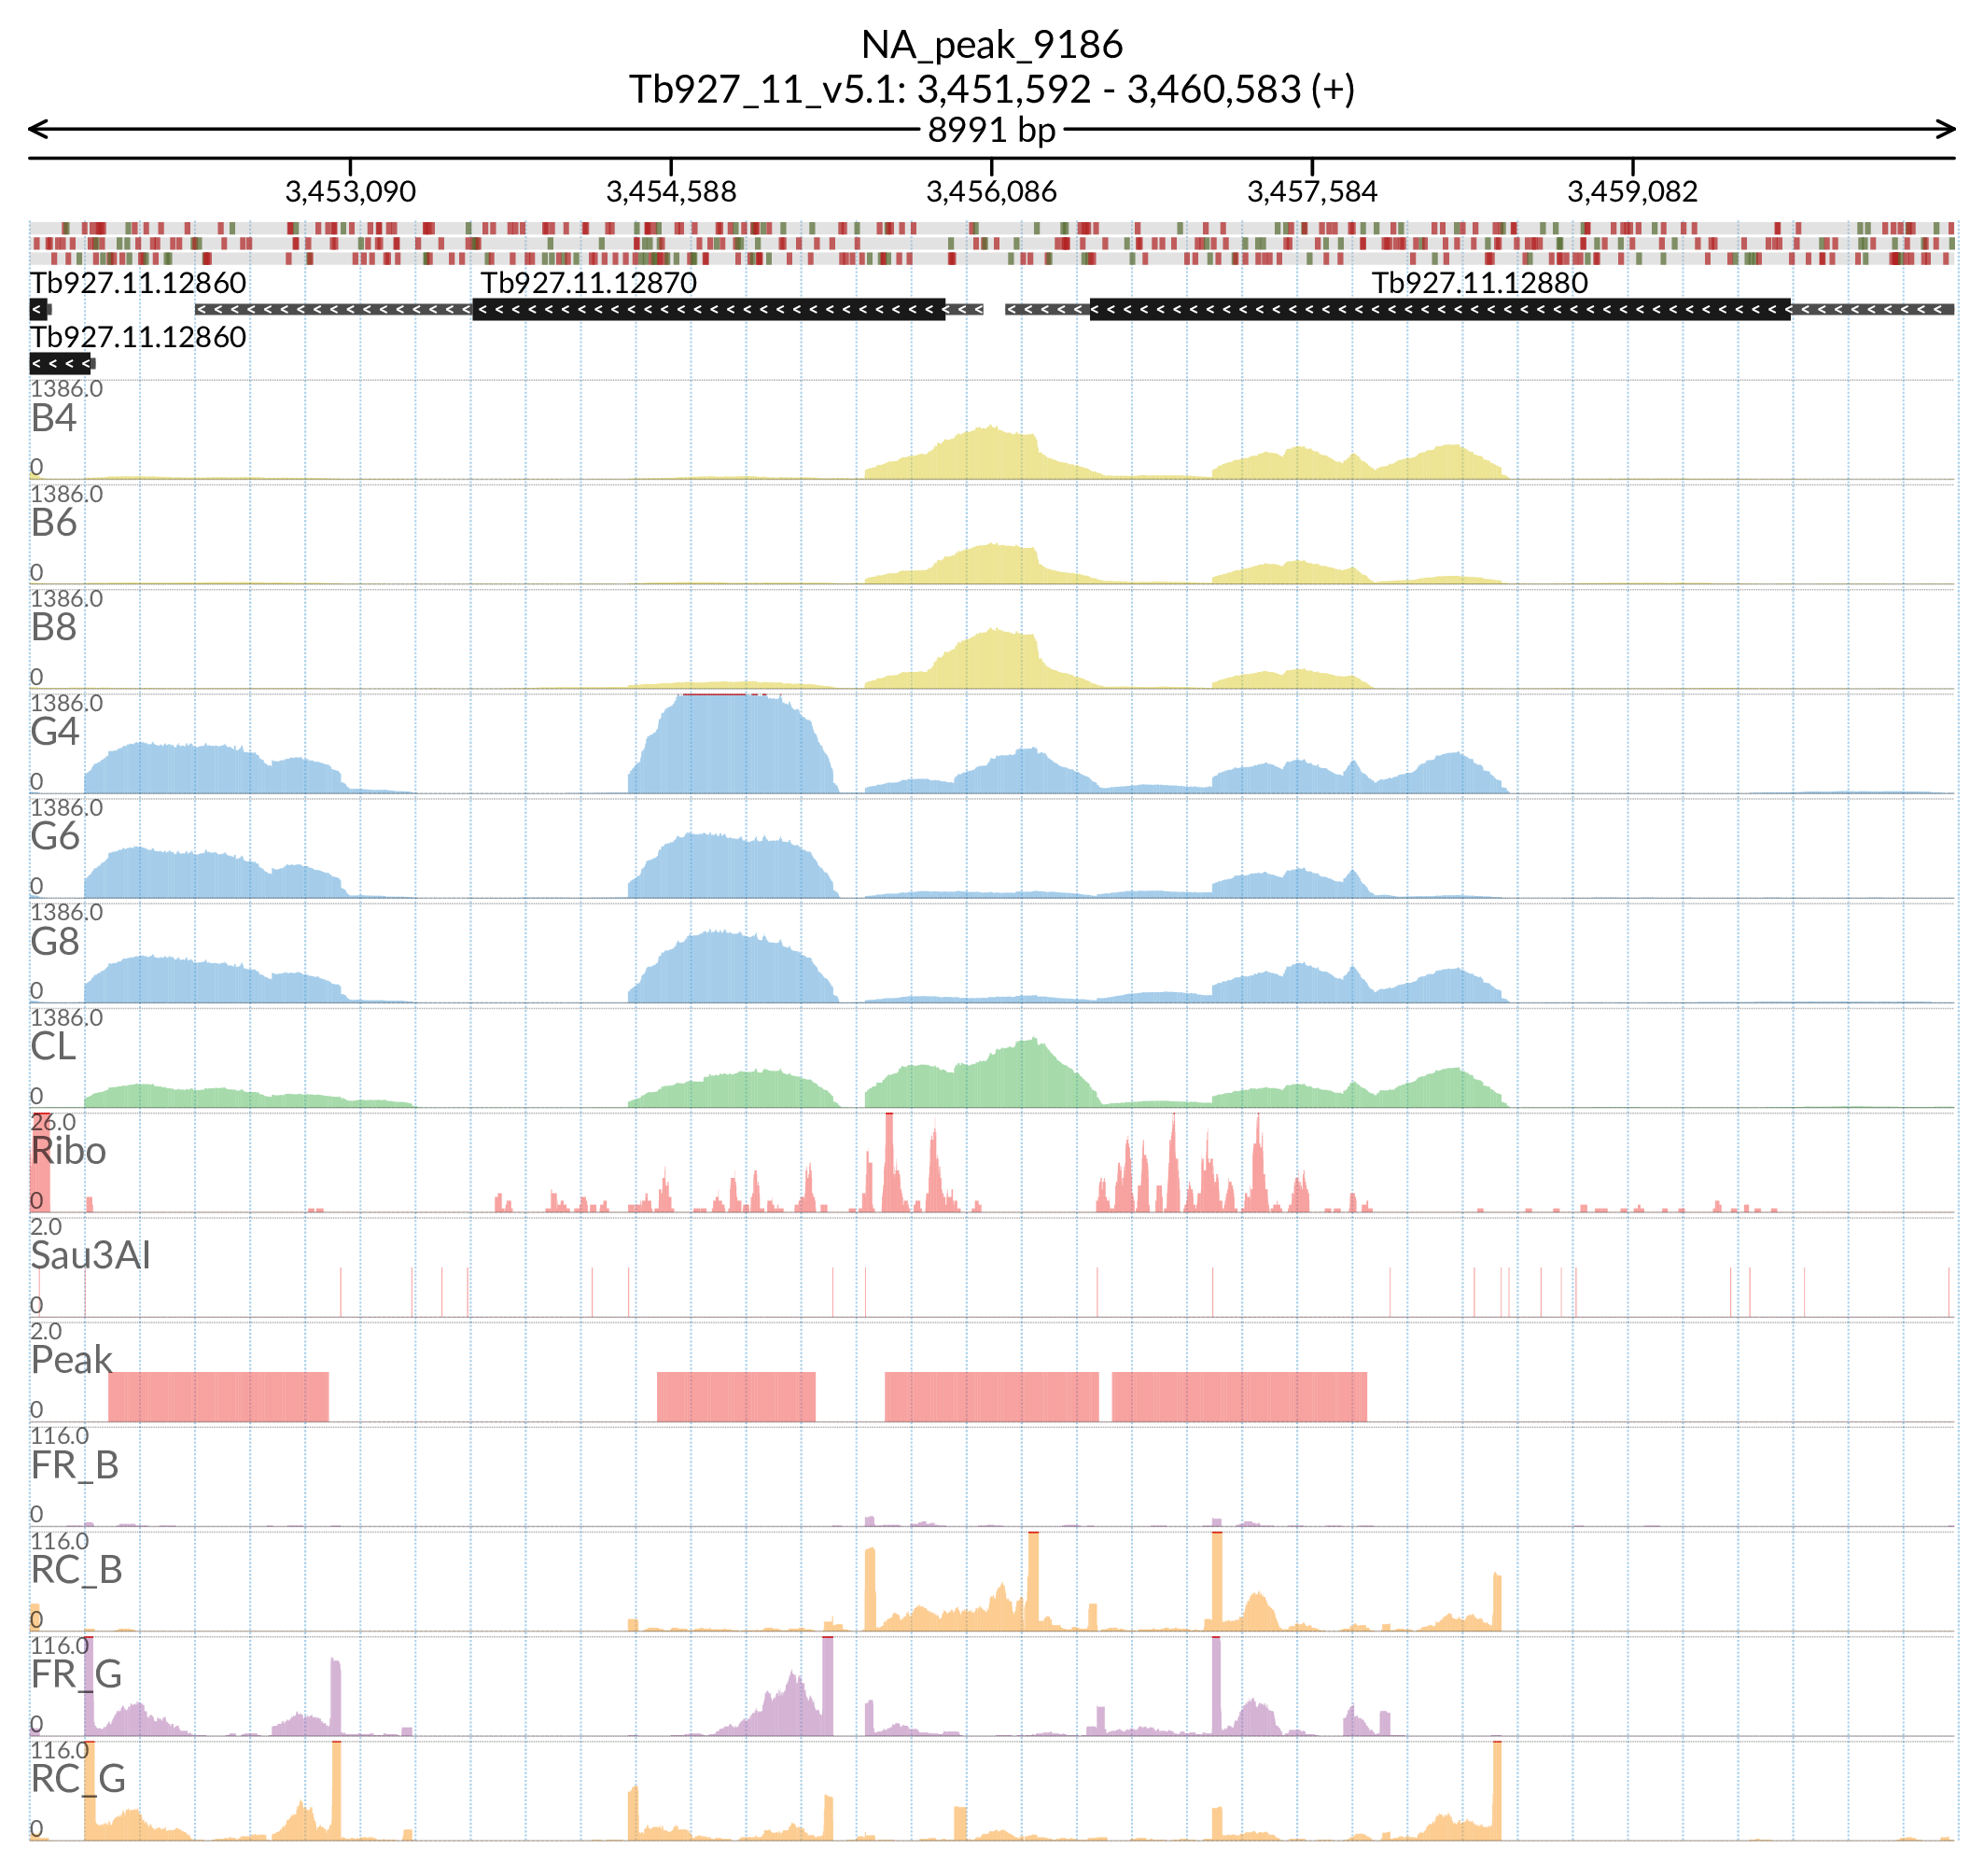 NA_peak_9186
Tb927_11_v5.1: 3,451,592 - 3,460,583 (+)
8991 bp
3,453,090 3,454,588 3,456,086 3,457,584 3,459,082
Tb927.11.12860 Tb927.11.12870 Tb927.11.12880
Tb927.11.12860
1386.0
B4
0
1386.0
B6
0
1386.0
B8
0
1386.0
G4
0
1386.0
G6
0
1386.0
G8
0
1386.0
CL
0
26.0
Ribo
0
2.0
Sau3AI
0
2.0
Peak
0
116.0
FR_B
0
116.0
RC_B
0
116.0
FR_G
0
116.0
RC_G
0